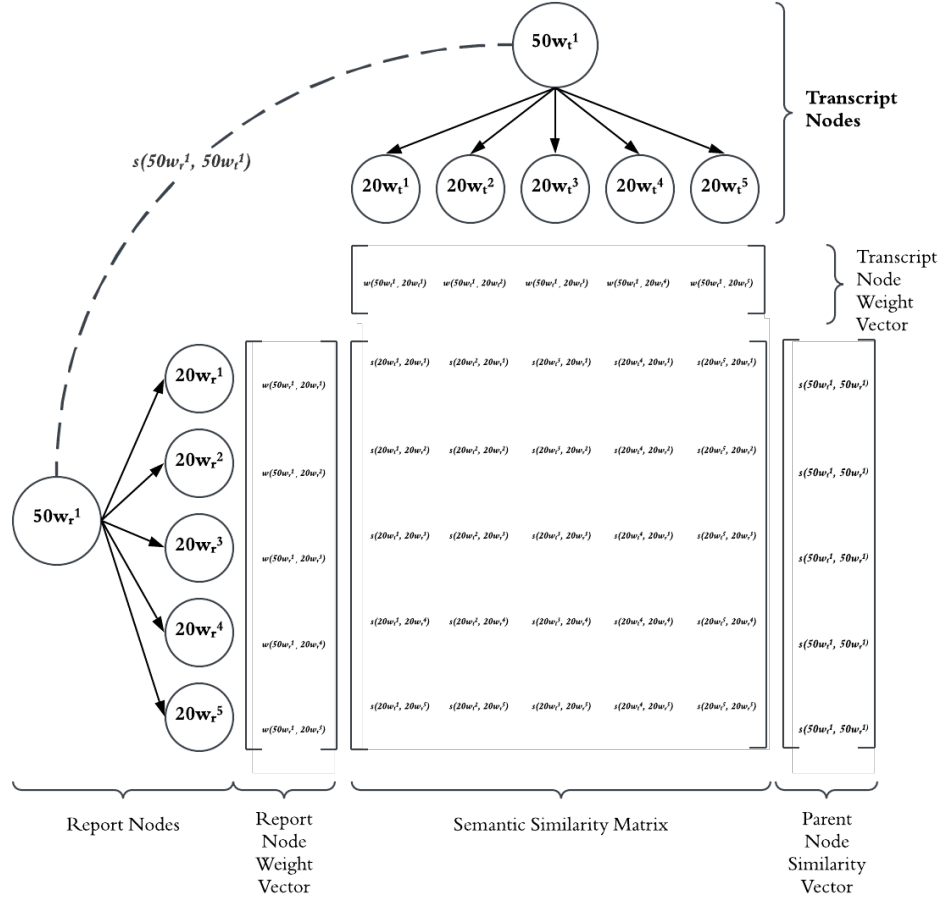 50wₜ¹
Transcript
Nodes
s(50wᵣ¹, 50wₜ¹)
20wₜ¹ 20wₜ² 20wₜ³ 20wₜ⁴ 20wₜ⁵
w(50wₜ¹, 20wₜ¹) w(50wₜ¹, 20wₜ²) w(50wₜ¹, 20wₜ³) w(50wₜ¹, 20wₜ⁴) w(50wₜ¹, 20wₜ⁵)
Transcript
Node
Weight
Vector
20wᵣ¹ w(50wᵣ¹, 20wᵣ¹) s(20wₜ¹, 20wᵣ¹) s(20wₜ², 20wᵣ¹) s(20wₜ³, 20wᵣ¹) s(20wₜ⁴, 20wᵣ¹) s(20wₜ⁵, 20wᵣ¹) s(50wₜ¹, 50wᵣ¹)
20wᵣ² w(50wᵣ¹, 20wᵣ²) s(20wₜ¹, 20wᵣ²) s(20wₜ², 20wᵣ²) s(20wₜ³, 20wᵣ²) s(20wₜ⁴, 20wᵣ²) s(20wₜ⁵, 20wᵣ²) s(50wₜ¹, 50wᵣ¹)
50wᵣ¹
20wᵣ³ w(50wᵣ¹, 20wᵣ³) s(20wₜ¹, 20wᵣ³) s(20wₜ², 20wᵣ³) s(20wₜ³, 20wᵣ³) s(20wₜ⁴, 20wᵣ³) s(20wₜ⁵, 20wᵣ³) s(50wₜ¹, 50wᵣ¹)
20wᵣ⁴ w(50wᵣ¹, 20wᵣ⁴) s(20wₜ¹, 20wᵣ⁴) s(20wₜ², 20wᵣ⁴) s(20wₜ³, 20wᵣ⁴) s(20wₜ⁴, 20wᵣ⁴) s(20wₜ⁵, 20wᵣ⁴) s(50wₜ¹, 50wᵣ¹)
20wᵣ⁵ w(50wᵣ¹, 20wᵣ⁵) s(20wₜ¹, 20wᵣ⁵) s(20wₜ², 20wᵣ⁵) s(20wₜ³, 20wᵣ⁵) s(20wₜ⁴, 20wᵣ⁵) s(20wₜ⁵, 20wᵣ⁵) s(50wₜ¹, 50wᵣ¹)
Report Nodes
Report
Node
Weight
Vector
Semantic Similarity Matrix
Parent
Node
Similarity
Vector